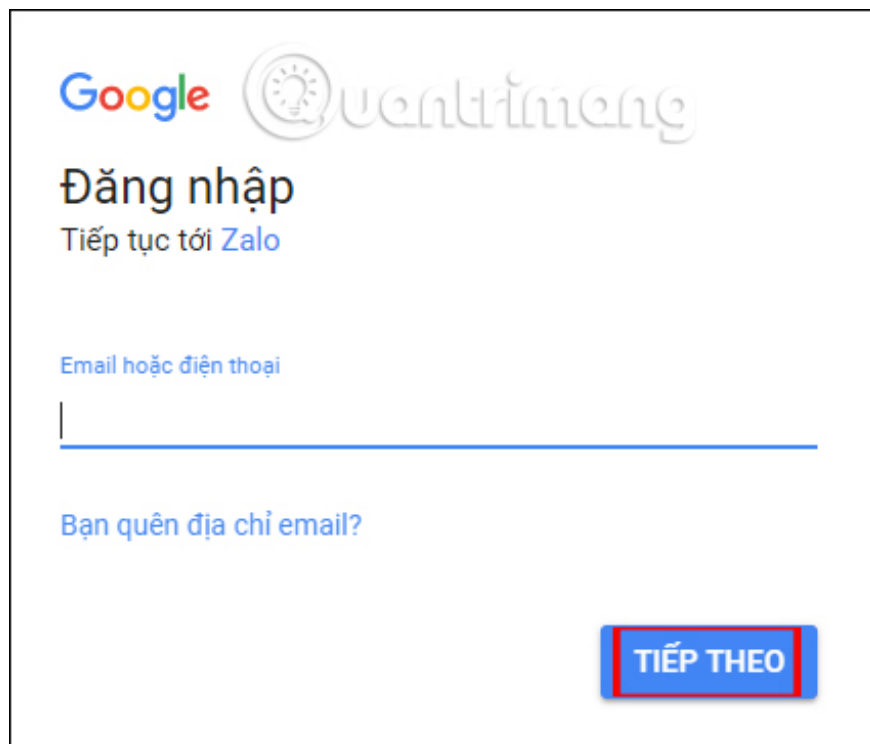 Google Quantrimang
Đăng nhập
Tiếp tục tới Zalo
Email hoặc điện thoại
Bạn quên địa chỉ email?
TIẾP THEO